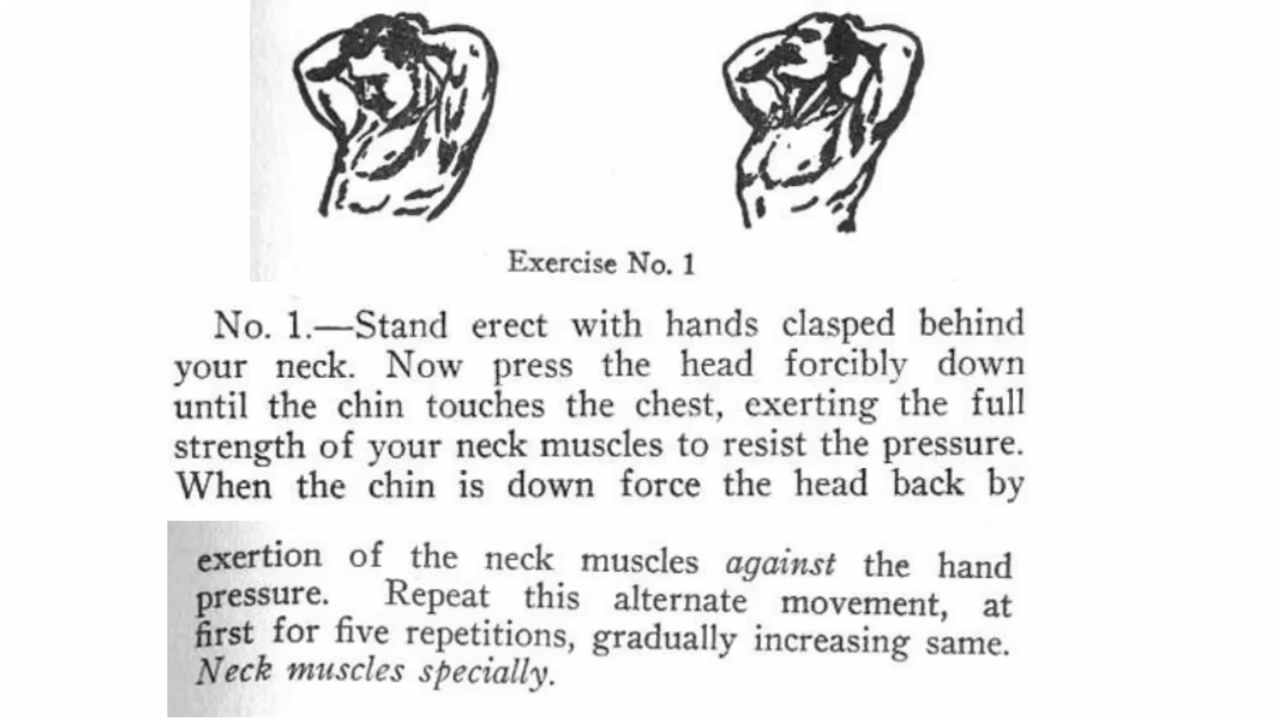 Exercise No. 1
No. 1.—Stand erect with hands clasped behind
your neck. Now press the head forcibly down
until the chin touches the chest, exerting the full
strength of your neck muscles to resist the pressure.
When the chin is down force the head back by
exertion of the neck muscles against the hand
pressure. Repeat this alternate movement, at
first for five repetitions, gradually increasing same.
Neck muscles specially.